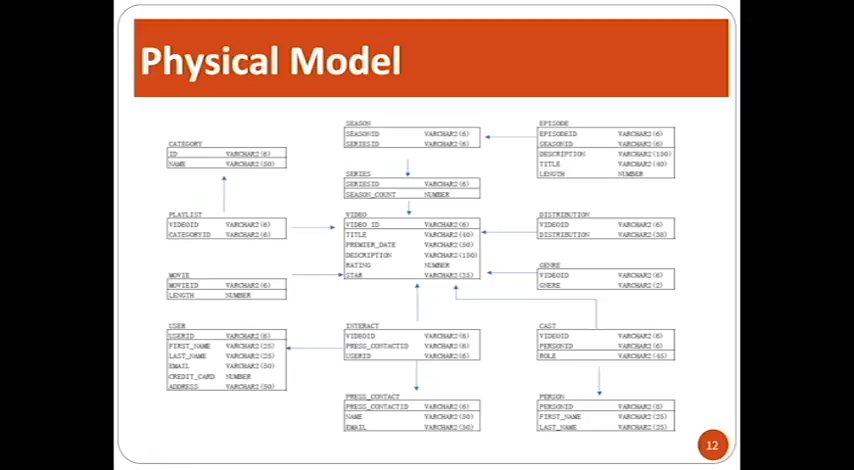 Physical Model
CATEGORY
ID VARCHAR2(6)
NAME VARCHAR2(50)
SEASON
SEASONID VARCHAR2(6)
SERIESID VARCHAR2(6)
EPISODE
EPISODEID VARCHAR2(6)
SEASONID VARCHAR2(6)
DESCRIPTION VARCHAR2(150)
TITLE VARCHAR2(40)
LENGTH NUMBER
SERIES
SERIESID VARCHAR2(6)
SEASON_COUNT NUMBER
PLAYLIST
VIDEOID VARCHAR2(6)
CATEGORYID VARCHAR2(6)
VIDEO
VIDEO_ID VARCHAR2(6)
TITLE VARCHAR2(40)
PREMIER_DATE VARCHAR2(50)
DESCRIPTION VARCHAR2(150)
RATING NUMBER
STAR VARCHAR2(25)
DISTRIBUTION
VIDEOID VARCHAR2(6)
DISTRIBUTION VARCHAR2(38)
GENRE
VIDEOID VARCHAR2(6)
GNERE VARCHAR2(2)
MOVIE
MOVIEID VARCHAR2(6)
LENGTH NUMBER
USER
USERID VARCHAR2(6)
FIRST_NAME VARCHAR2(25)
LAST_NAME VARCHAR2(25)
EMAIL VARCHAR2(50)
CREDIT_CARD NUMBER
ADDRESS VARCHAR2(50)
INTERACT
VIDEOID VARCHAR2(6)
PRESS_CONTACTID VARCHAR2(6)
USERID VARCHAR2(6)
CAST
VIDEOID VARCHAR2(6)
PERSONID VARCHAR2(6)
ROLE VARCHAR2(45)
PRESS_CONTACT
PRESS_CONTACTID VARCHAR2(6)
NAME VARCHAR2(50)
EMAIL VARCHAR2(50)
PERSON
PERSONID VARCHAR2(6)
FIRST_NAME VARCHAR2(25)
LAST_NAME VARCHAR2(25)
12